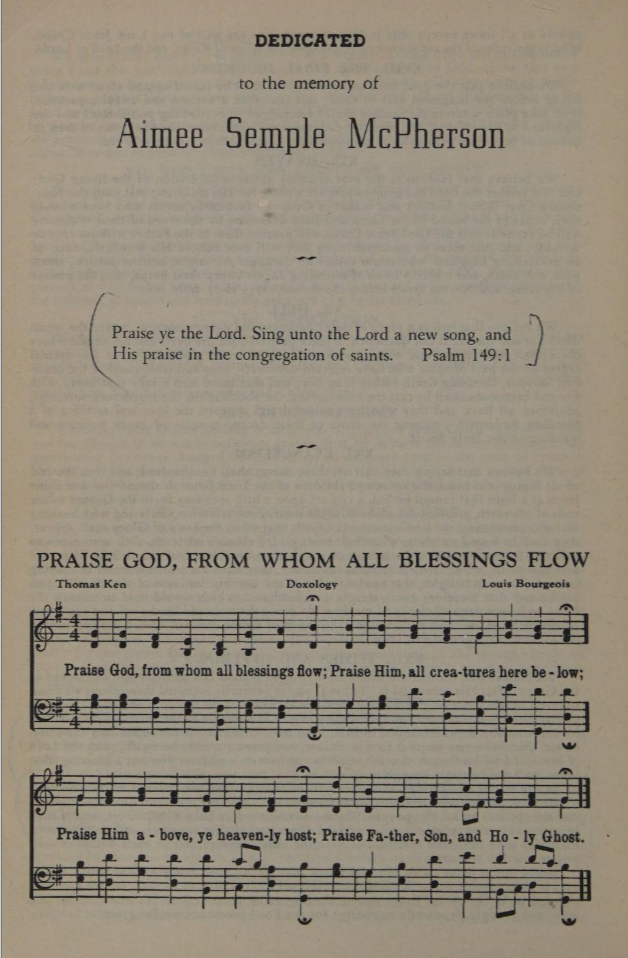 DEDICATED
to the memory of
Aimee Semple McPherson
Praise ye the Lord. Sing unto the Lord a new song, and
His praise in the congregation of saints. Psalm 149:1
PRAISE GOD, FROM WHOM ALL BLESSINGS FLOW
Thomas Ken Doxology Louis Bourgeois
Praise God, from whom all blessings flow; Praise Him, all crea-tures here be - low;
Praise Him a - bove, ye heaven-ly host; Praise Fa-ther, Son, and Ho - ly Ghost.